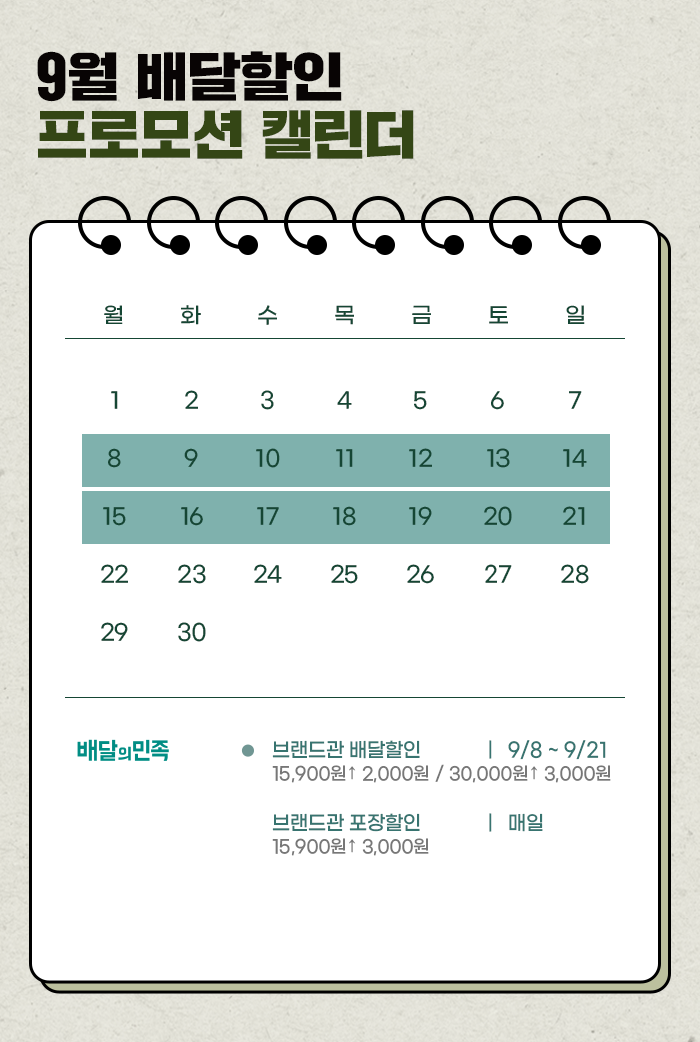 9월 배달할인
프로모션 캘린더
월 화 수 목 금 토 일
1 2 3 4 5 6 7
8 9 10 11 12 13 14
15 16 17 18 19 20 21
22 23 24 25 26 27 28
29 30
배달의민족 ● 브랜드관 배달할인 | 9/8 ~ 9/21
15,900원↑ 2,000원 / 30,000원↑ 3,000원
브랜드관 포장할인 | 매일
15,900원↑ 3,000원